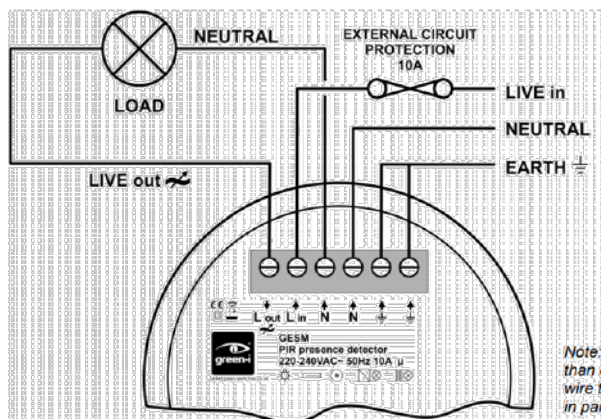 NEUTRAL
EXTERNAL CIRCUIT
PROTECTION
10A
LOAD
LIVE in
NEUTRAL
EARTH
LIVE out
L out L in N N
green-i
GESM
PIR presence detector
220-240VAC~ 50Hz 10A µ
Note:
than
wire
in pa